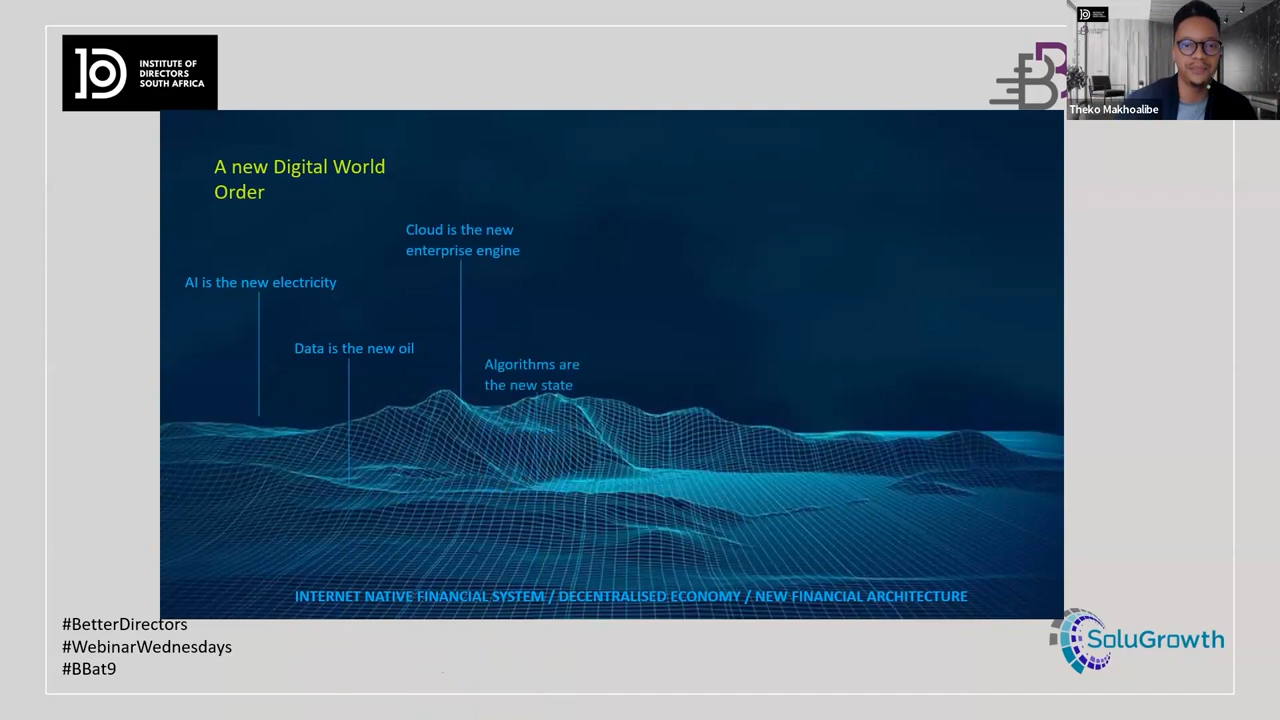 INSTITUTE OF
DIRECTORS
SOUTH AFRICA
Theko Makhoalibe
A new Digital World
Order
Cloud is the new
enterprise engine
AI is the new electricity
Data is the new oil
Algorithms are
the new state
INTERNET NATIVE FINANCIAL SYSTEM / DECENTRALISED ECONOMY / NEW FINANCIAL ARCHITECTURE
#BetterDirectors
#WebinarWednesdays
#BBat9
SoluGrowth